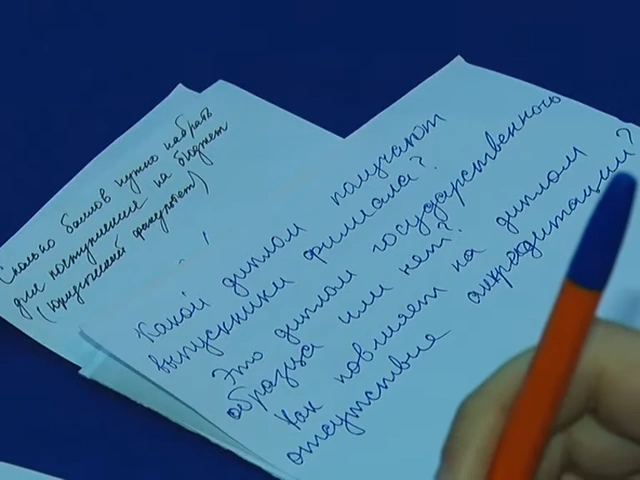 Сколько баллов нужно набрать
для поступления на бюджет
(юридический факультет)
Какой диплом получают
выпускники филиала?
Это диплом государственного
образца или нет?
Как повлияет на диплом
отсутствие аккредитации?